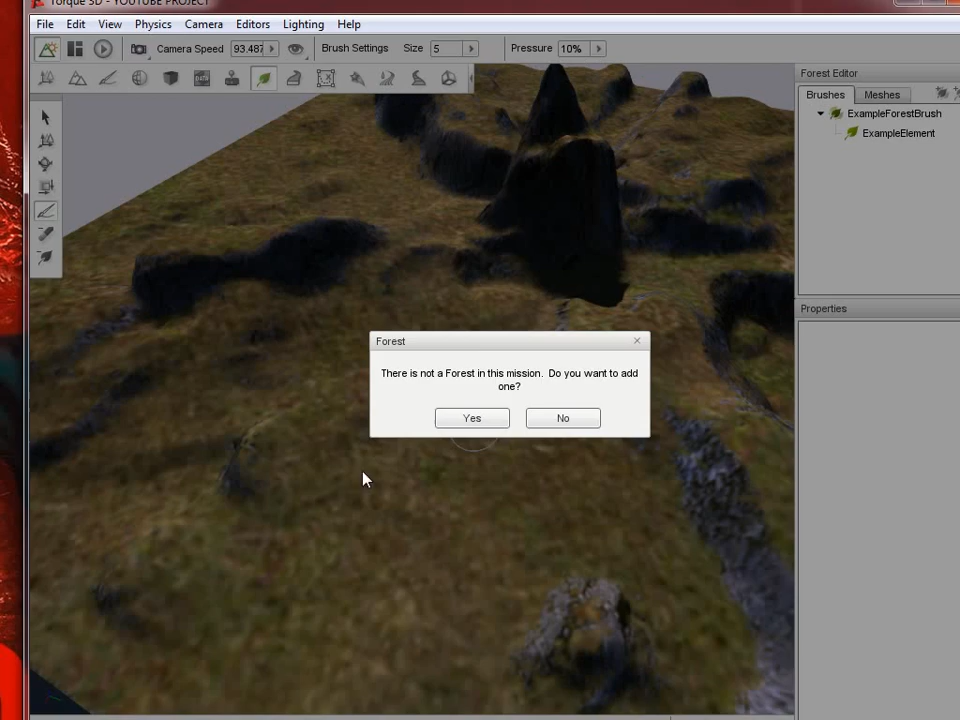 Torque 3D - YOUTUBE PROJECT
File Edit View Physics Camera Editors Lighting Help
Camera Speed 93.487 Brush Settings Size 5 Pressure 10%
Forest Editor
Brushes Meshes
ExampleForestBrush
ExampleElement
Properties
Forest
There is not a Forest in this mission. Do you want to add
one?
Yes No